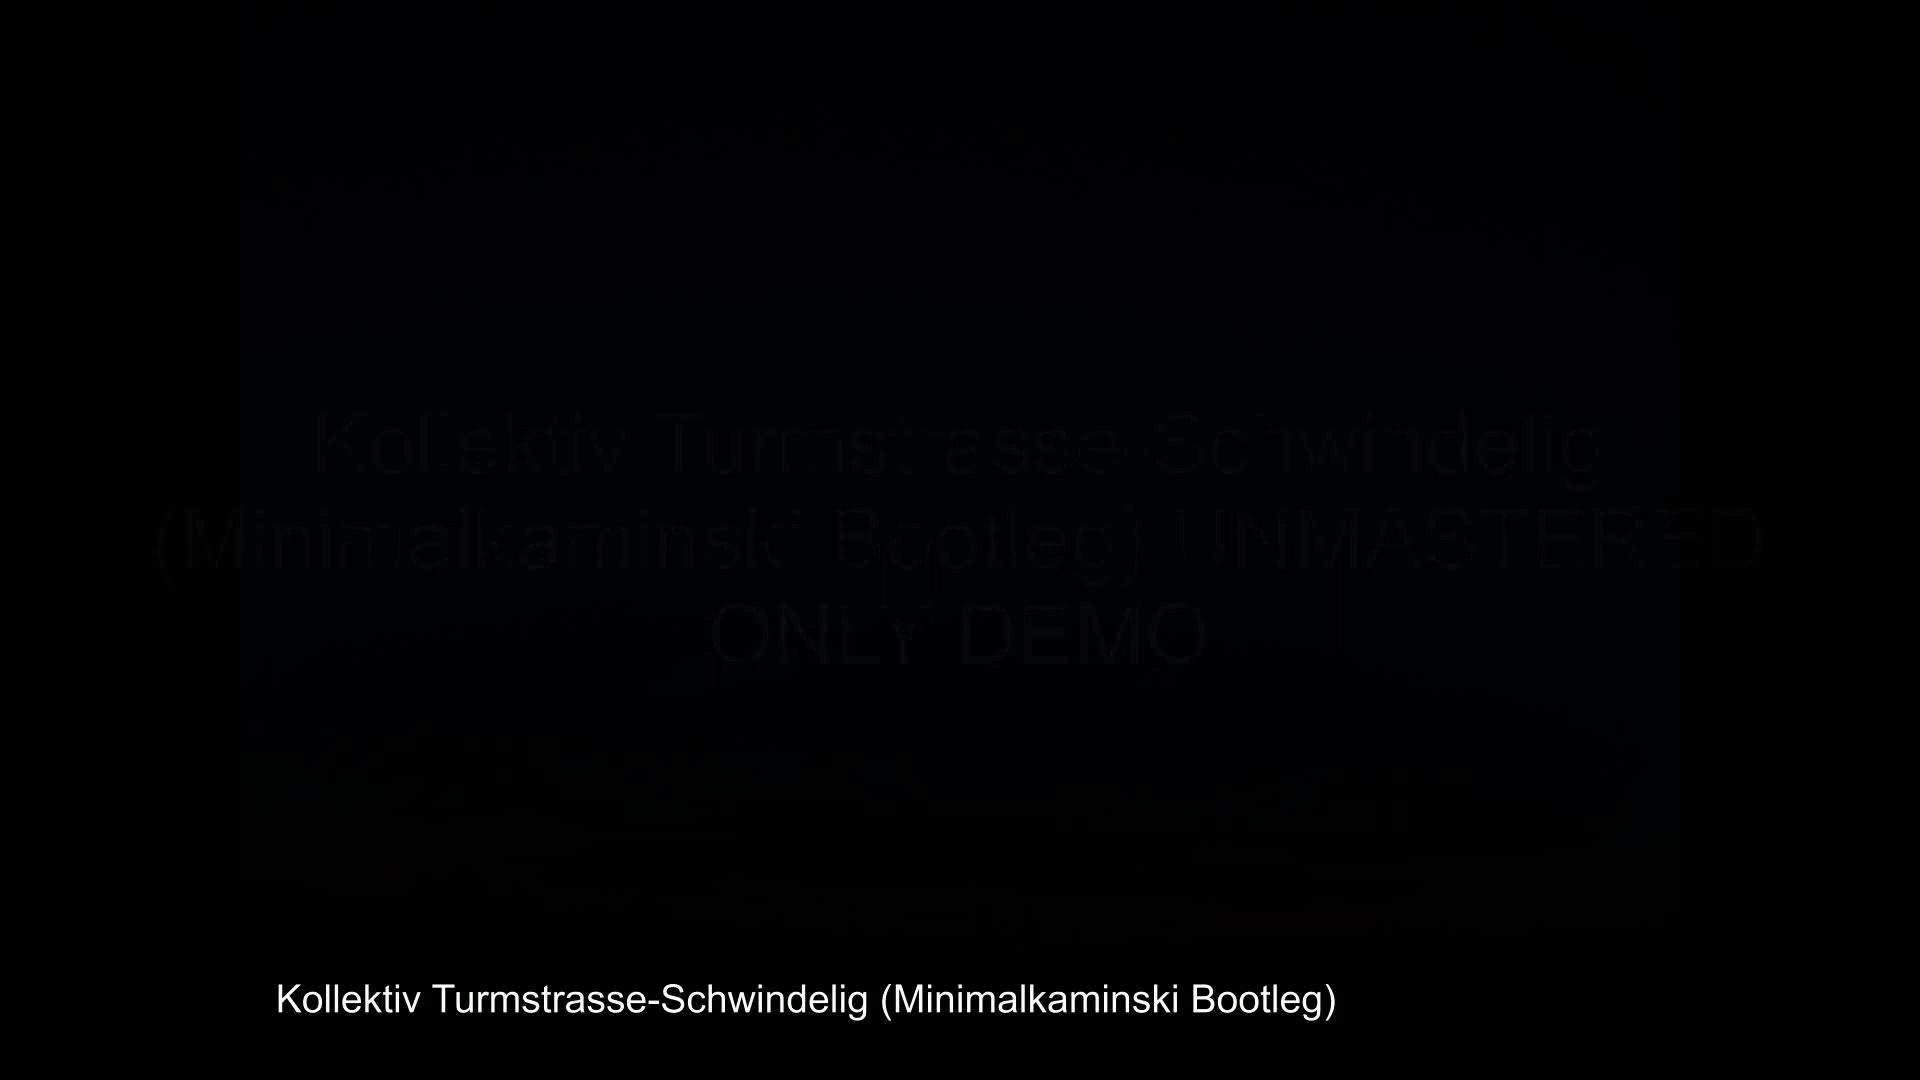 Kollektiv Turmstrasse-Schwindelig
(Minimalkaminski Bootleg) UNMASTERED
ONLY DEMO
Kollektiv Turmstrasse-Schwindelig (Minimalkaminski Bootleg)